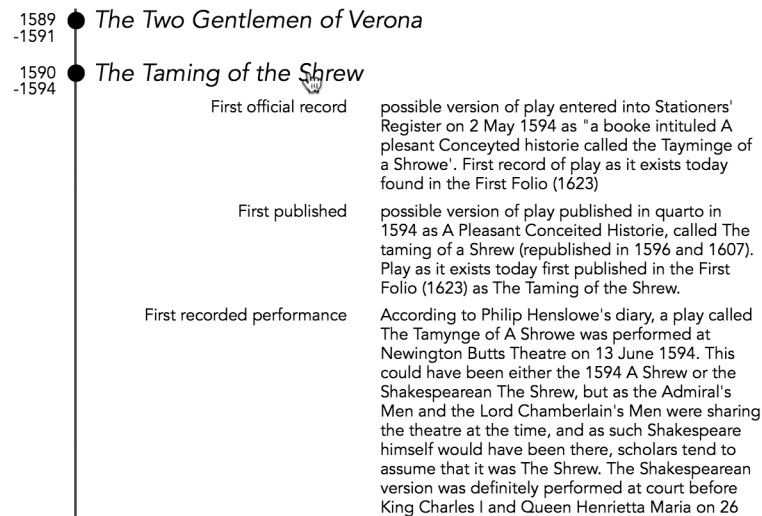 1589
-1591
The Two Gentlemen of Verona
1590
-1594
The Taming of the Shrew
First official record
possible version of play entered into Stationers'
Register on 2 May 1594 as "a booke intituled A
plesant Conceyted historie called the Tayminge of
a Shrowe'. First record of play as it exists today
found in the First Folio (1623)
First published
possible version of play published in quarto in
1594 as A Pleasant Conceited Historie, called The
taming of a Shrew (republished in 1596 and 1607).
Play as it exists today first published in the First
Folio (1623) as The Taming of the Shrew.
First recorded performance
According to Philip Henslowe's diary, a play called
The Tamynge of A Shrowe was performed at
Newington Butts Theatre on 13 June 1594. This
could have been either the 1594 A Shrew or the
Shakespearean The Shrew, but as the Admiral's
Men and the Lord Chamberlain's Men were sharing
the theatre at the time, and as such Shakespeare
himself would have been there, scholars tend to
assume that it was The Shrew. The Shakespearean
version was definitely performed at court before
King Charles I and Queen Henrietta Maria on 26